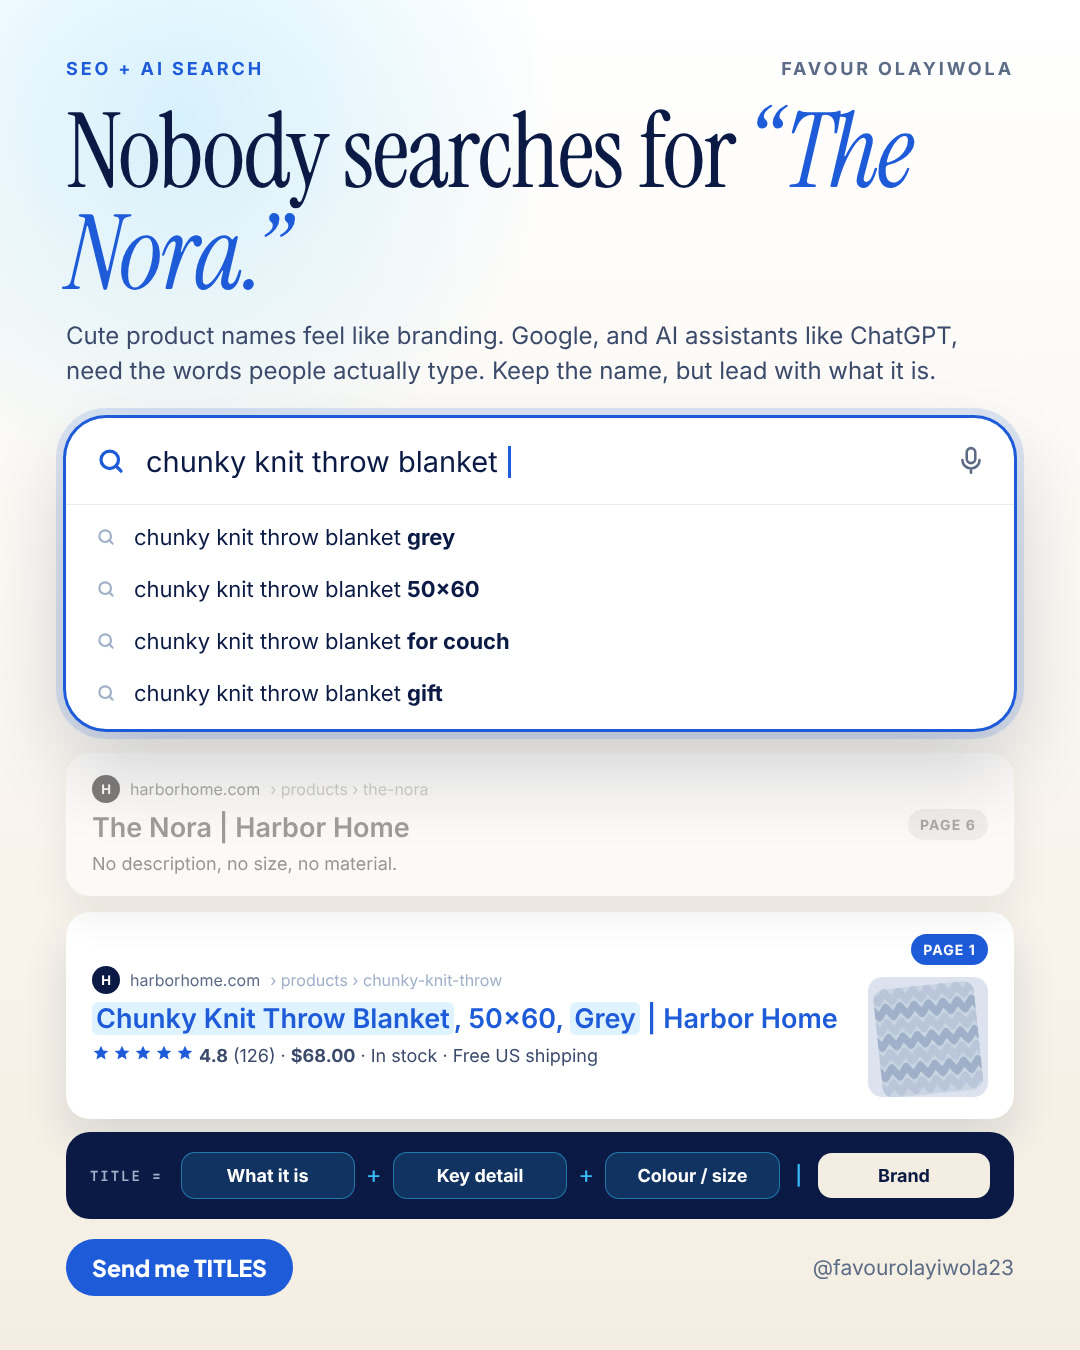 SEO + AI SEARCH
FAVOUR OLAYIWOLA
Nobody searches for “The
Nora.”
Cute product names feel like branding. Google, and AI assistants like ChatGPT,
need the words people actually type. Keep the name, but lead with what it is.
chunky knit throw blanket
chunky knit throw blanket grey
chunky knit throw blanket 50×60
chunky knit throw blanket for couch
chunky knit throw blanket gift
H harborhome.com › products › the-nora
The Nora | Harbor Home
PAGE 6
No description, no size, no material.
PAGE 1
H harborhome.com › products › chunky-knit-throw
Chunky Knit Throw Blanket, 50×60, Grey | Harbor Home
★★★★★ 4.8 (126) · $68.00 · In stock · Free US shipping
TITLE = What it is + Key detail + Colour / size | Brand
Send me TITLES
@favourolayiwola23